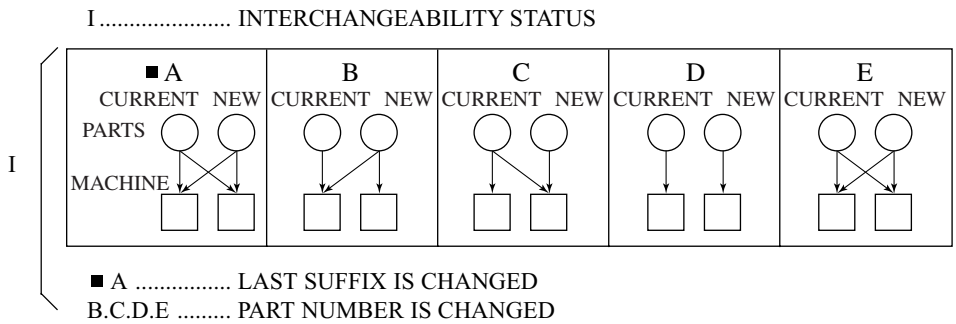 I ...................... INTERCHANGEABILITY STATUS
■ A B C D E
CURRENT NEW CURRENT NEW CURRENT NEW CURRENT NEW CURRENT NEW
PARTS
I
MACHINE
■ A ................ LAST SUFFIX IS CHANGED
B.C.D.E ......... PART NUMBER IS CHANGED